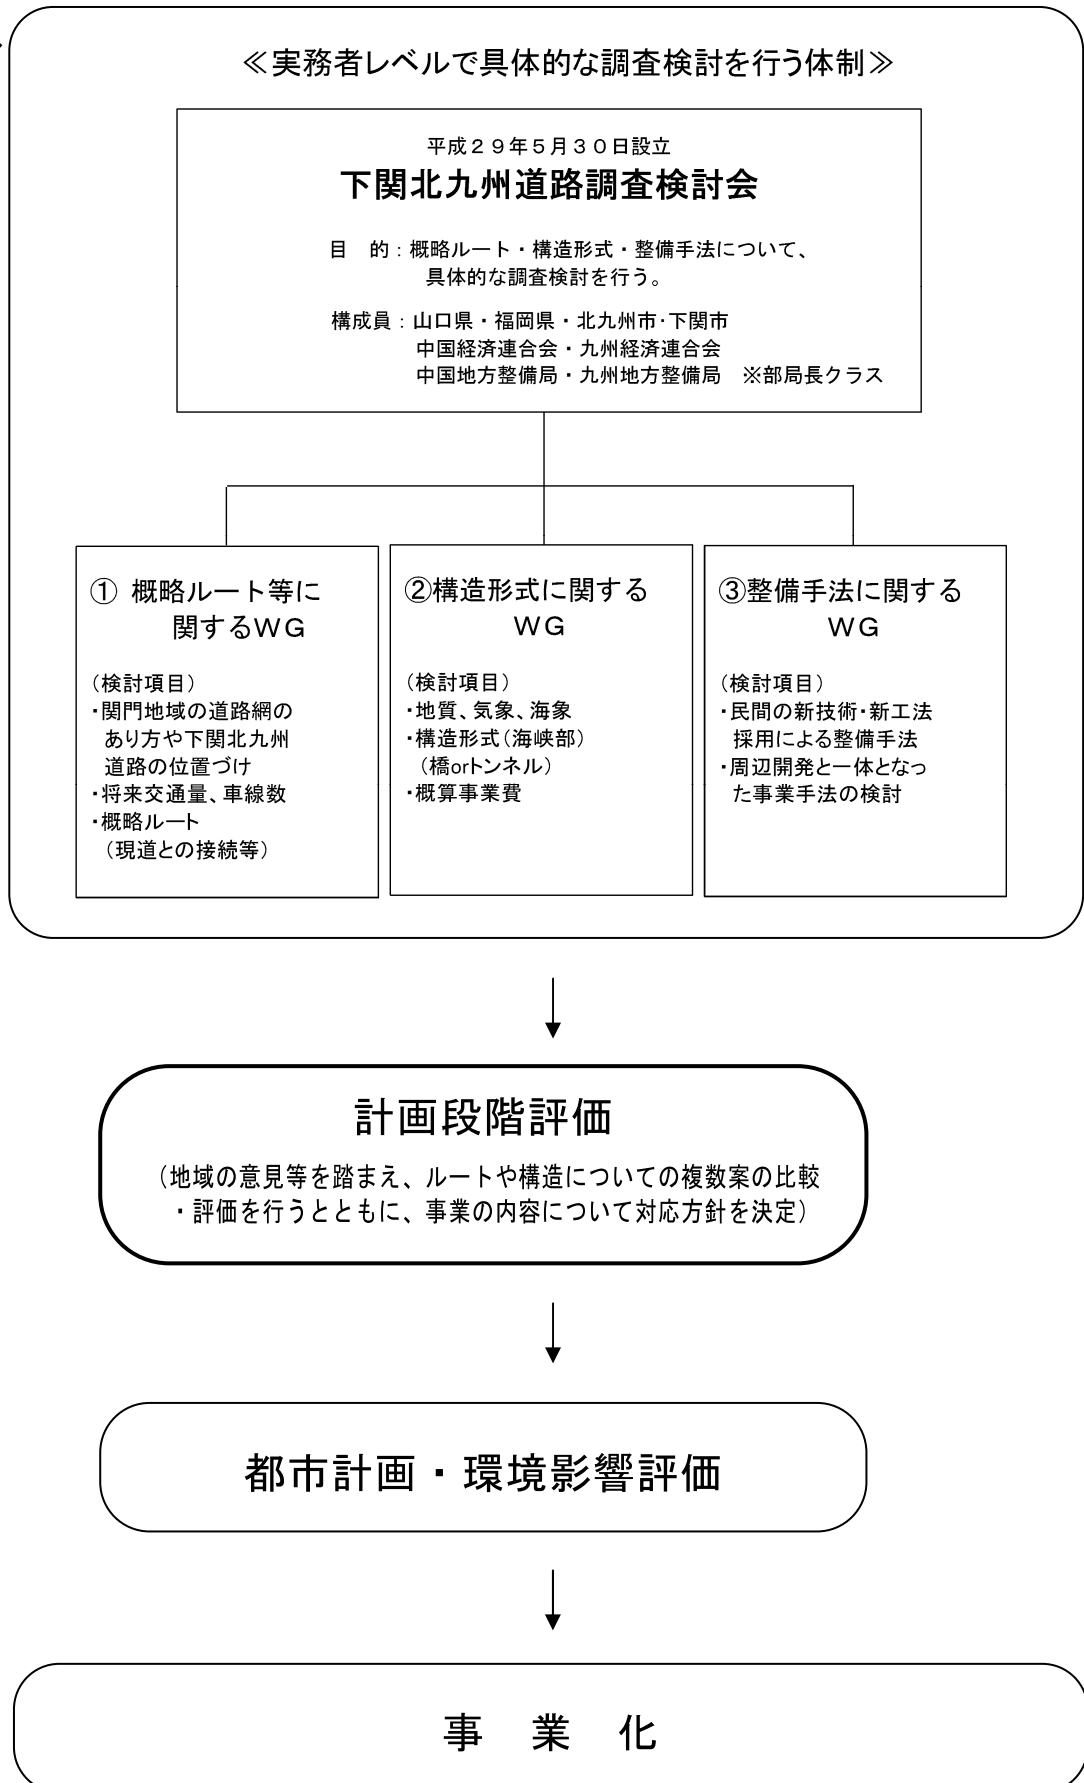 ≪実務者レベルで具体的な調査検討を行う体制≫
平成２９年５月３０日設立
下関北九州道路調査検討会
目　的：概略ルート・構造形式・整備手法について、
具体的な調査検討を行う。
構成員：山口県・福岡県・北九州市・下関市
中国経済連合会・九州経済連合会
中国地方整備局・九州地方整備局　※部局長クラス
① 概略ルート等に
関するＷＧ
（検討項目）
・関門地域の道路網の
あり方や下関北九州
道路の位置づけ
・将来交通量、車線数
・概略ルート
（現道との接続等）
②構造形式に関する
ＷＧ
（検討項目）
・地質、気象、海象
・構造形式（海峡部）
（橋orトンネル）
・概算事業費
③整備手法に関する
ＷＧ
（検討項目）
・民間の新技術・新工法
採用による整備手法
・周辺開発と一体となっ
た事業手法の検討
計画段階評価
（地域の意見等を踏まえ、ルートや構造についての複数案の比較
・評価を行うとともに、事業の内容について対応方針を決定）
都市計画・環境影響評価
事　業　化